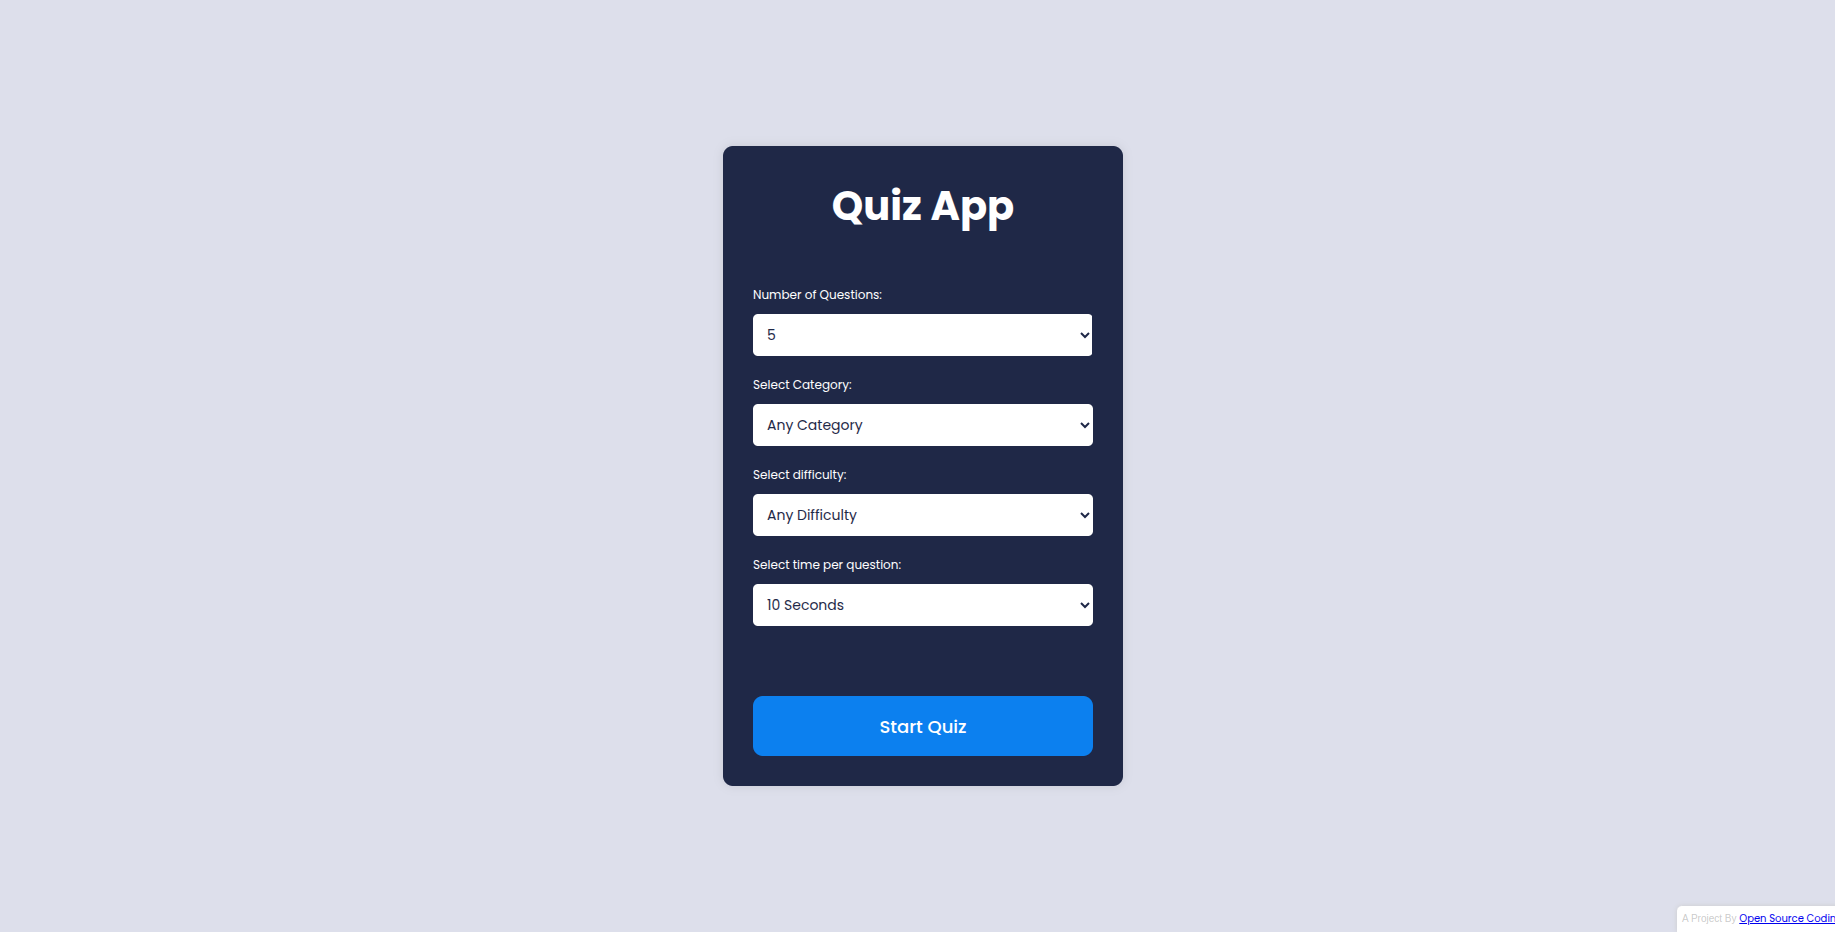 Quiz App
Number of Questions:
5
Select Category:
Any Category
Select difficulty:
Any Difficulty
Select time per question:
10 Seconds
Start Quiz
A Project By Open Source Codin